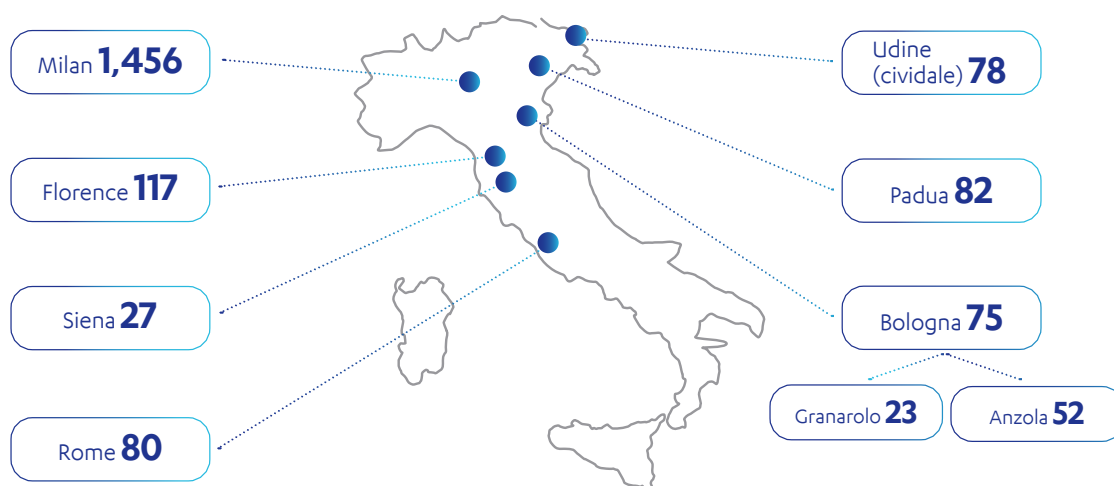 Milan 1,456
Florence 117
Siena 27
Rome 80
Udine
(cividale) 78
Padua 82
Bologna 75
Granarolo 23
Anzola 52